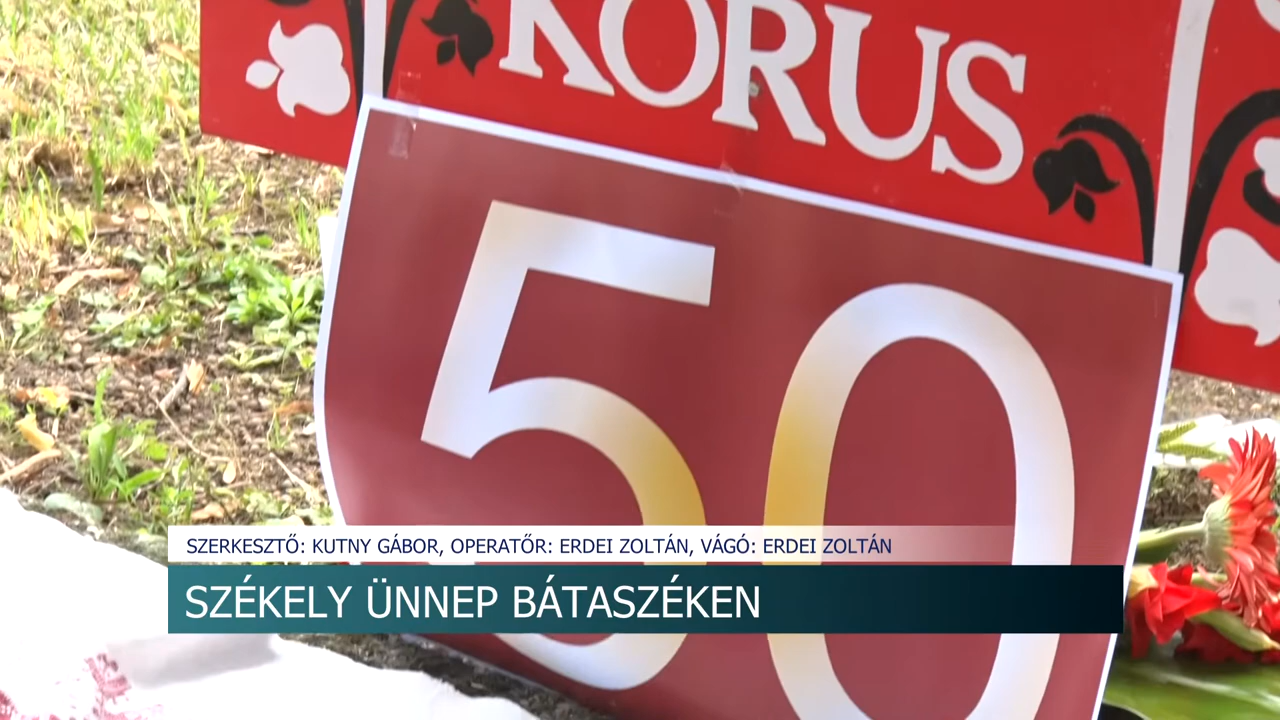 KÓRUS
50
SZERKESZTŐ: KUTNY GÁBOR, OPERATŐR: ERDEI ZOLTÁN, VÁGÓ: ERDEI ZOLTÁN
SZÉKELY ÜNNEP BÁTASZÉKEN